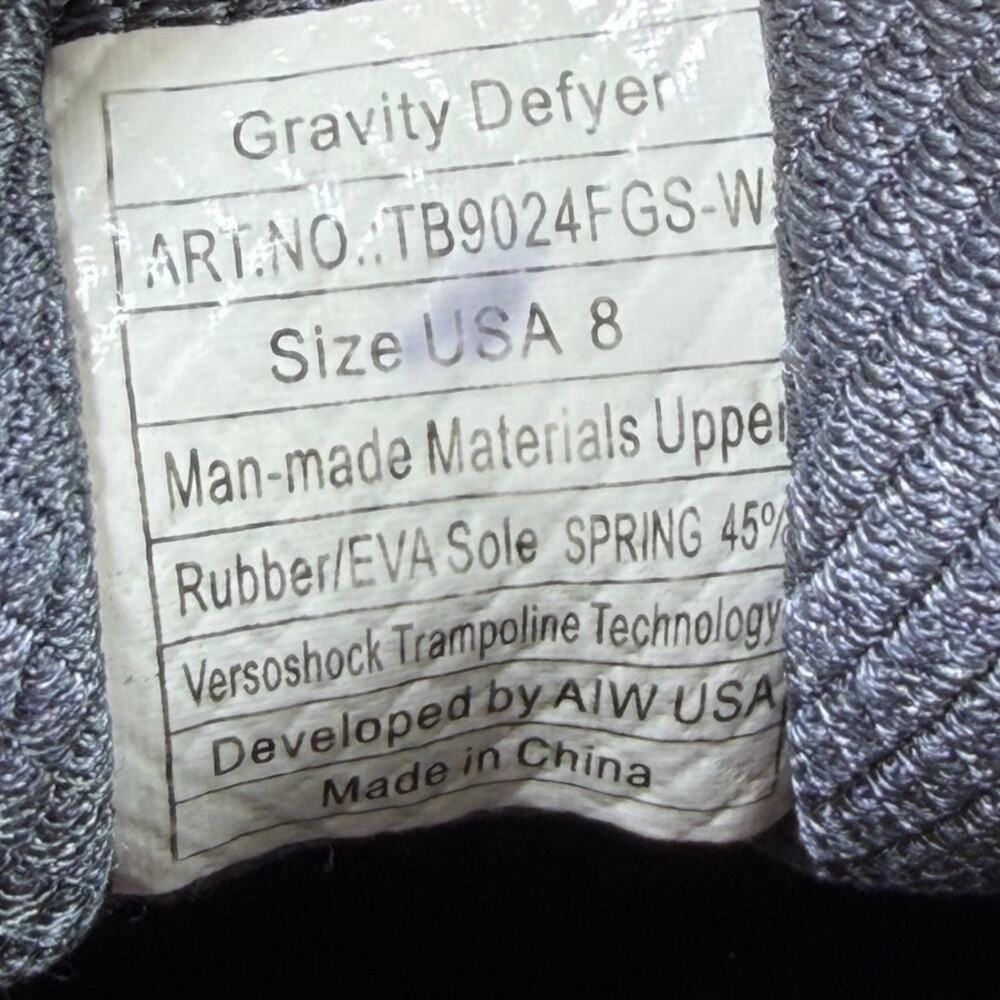 Gravity Defyer
ART.NO.:TB9024FGS-W
Size USA 8
Man-made Materials Upper
Rubber/EVA Sole SPRING 45%
Versoshock Trampoline Technology
Developed by AIW USA
Made in China